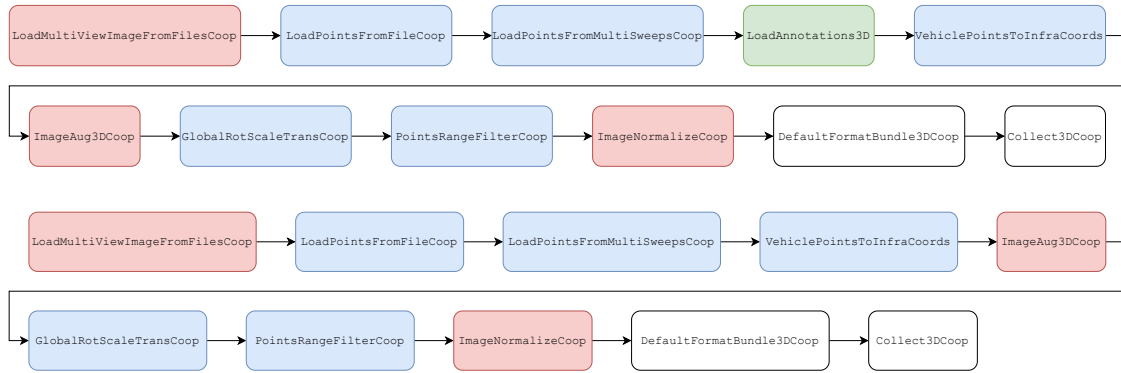 LoadMultiViewImageFromFilesCoop LoadPointsFromFileCoop LoadPointsFromMultiSweepsCoop LoadAnnotations3D VehiclePointsToInfraCoords
ImageAug3DCoop GlobalRotScaleTransCoop PointsRangeFilterCoop ImageNormalizeCoop DefaultFormatBundle3DCoop Collect3DCoop
LoadMultiViewImageFromFilesCoop LoadPointsFromFileCoop LoadPointsFromMultiSweepsCoop VehiclePointsToInfraCoords ImageAug3DCoop
GlobalRotScaleTransCoop PointsRangeFilterCoop ImageNormalizeCoop DefaultFormatBundle3DCoop Collect3DCoop